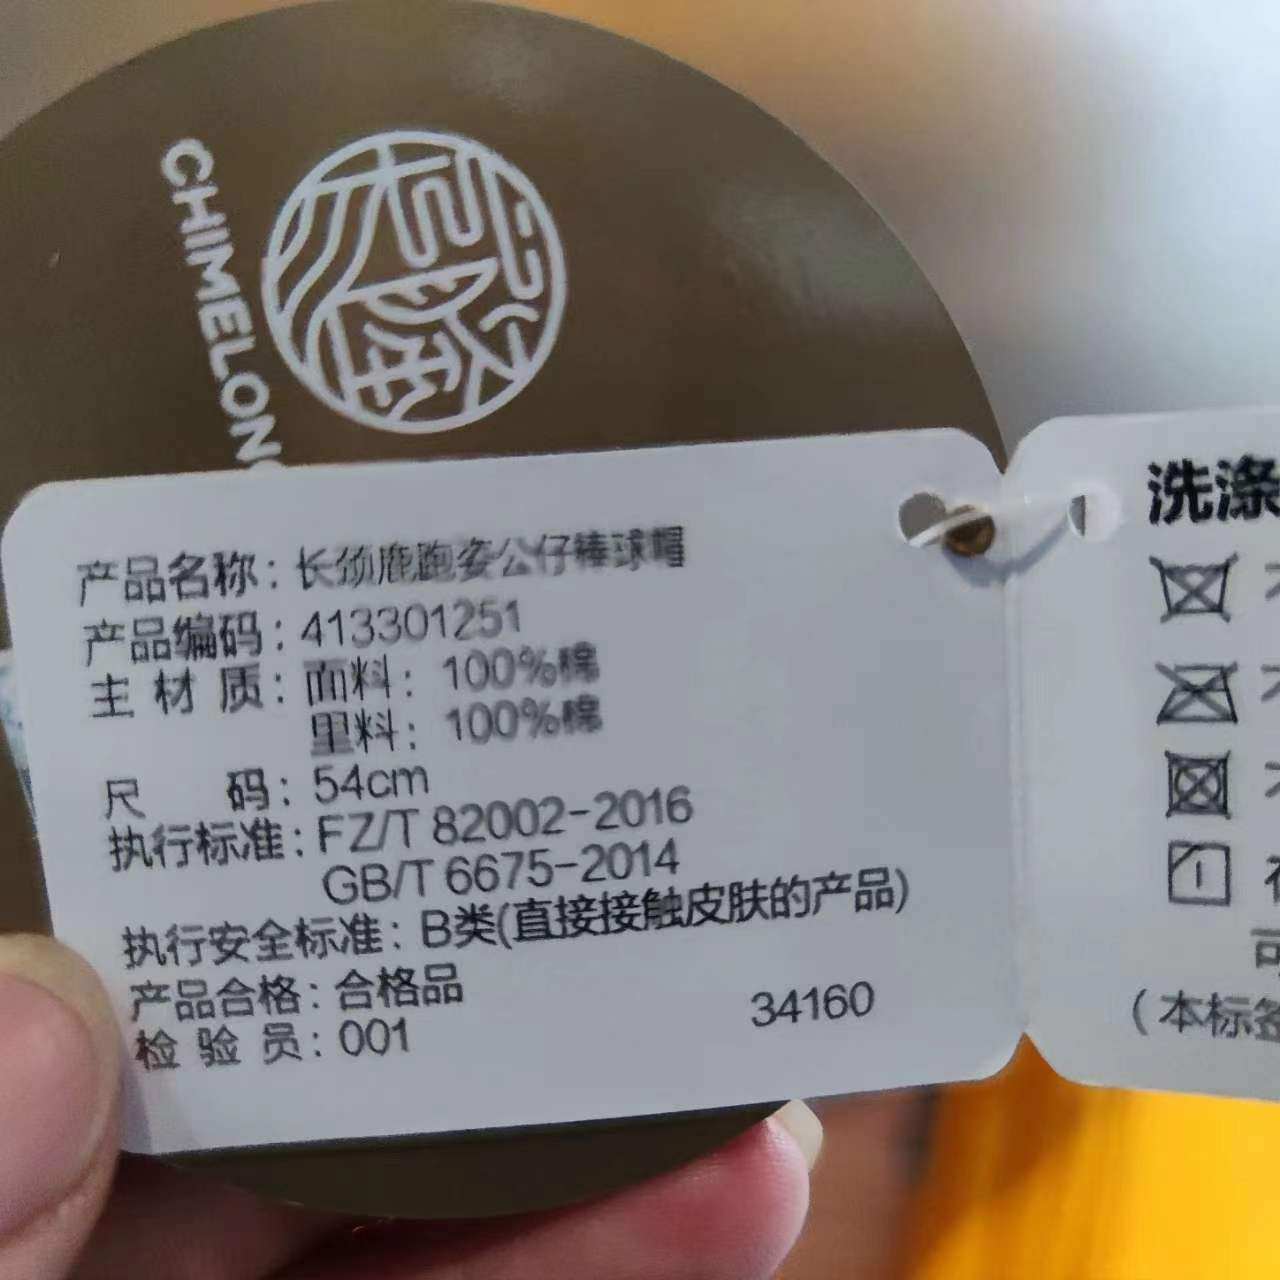 CHIMELONG
产品名称：长颈鹿跑姿公仔棒球帽
产品编码：413301251
主材质：面料：100%棉
里料：100%棉
尺码：54cm
执行标准：FZ/T 82002-2016
GB/T 6675-2014
执行安全标准：B类(直接接触皮肤的产品)
产品合格：合格品
检验员：001
34160
洗涤
可
(本标签